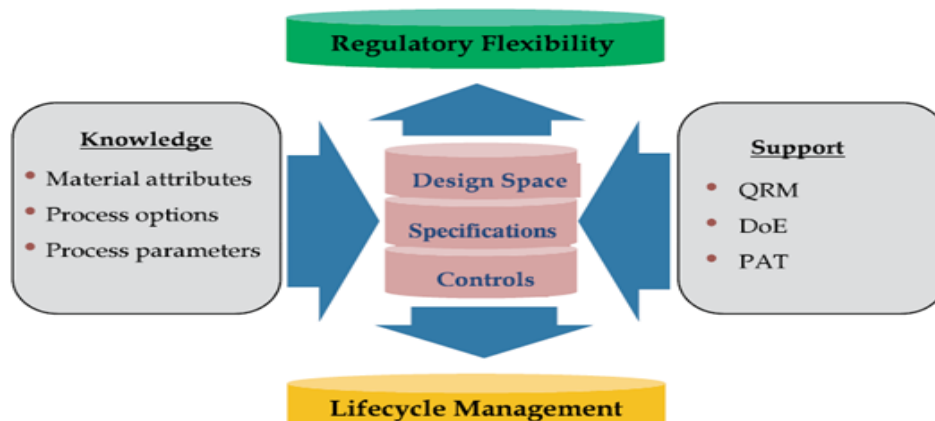 Regulatory Flexibility
Knowledge
• Material attributes
• Process options
• Process parameters
Design Space
Specifications
Controls
Support
• QRM
• DoE
• PAT
Lifecycle Management